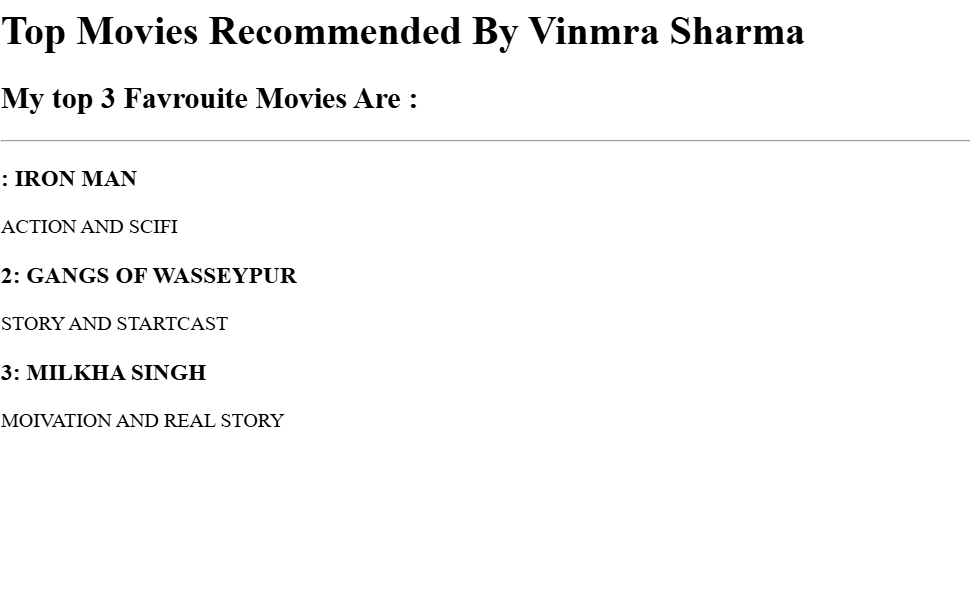 Top Movies Recommended By Vinmra Sharma
My top 3 Favrouite Movies Are :
: IRON MAN
ACTION AND SCIFI
2: GANGS OF WASSEYPUR
STORY AND STARTCAST
3: MILKHA SINGH
MOIVATION AND REAL STORY